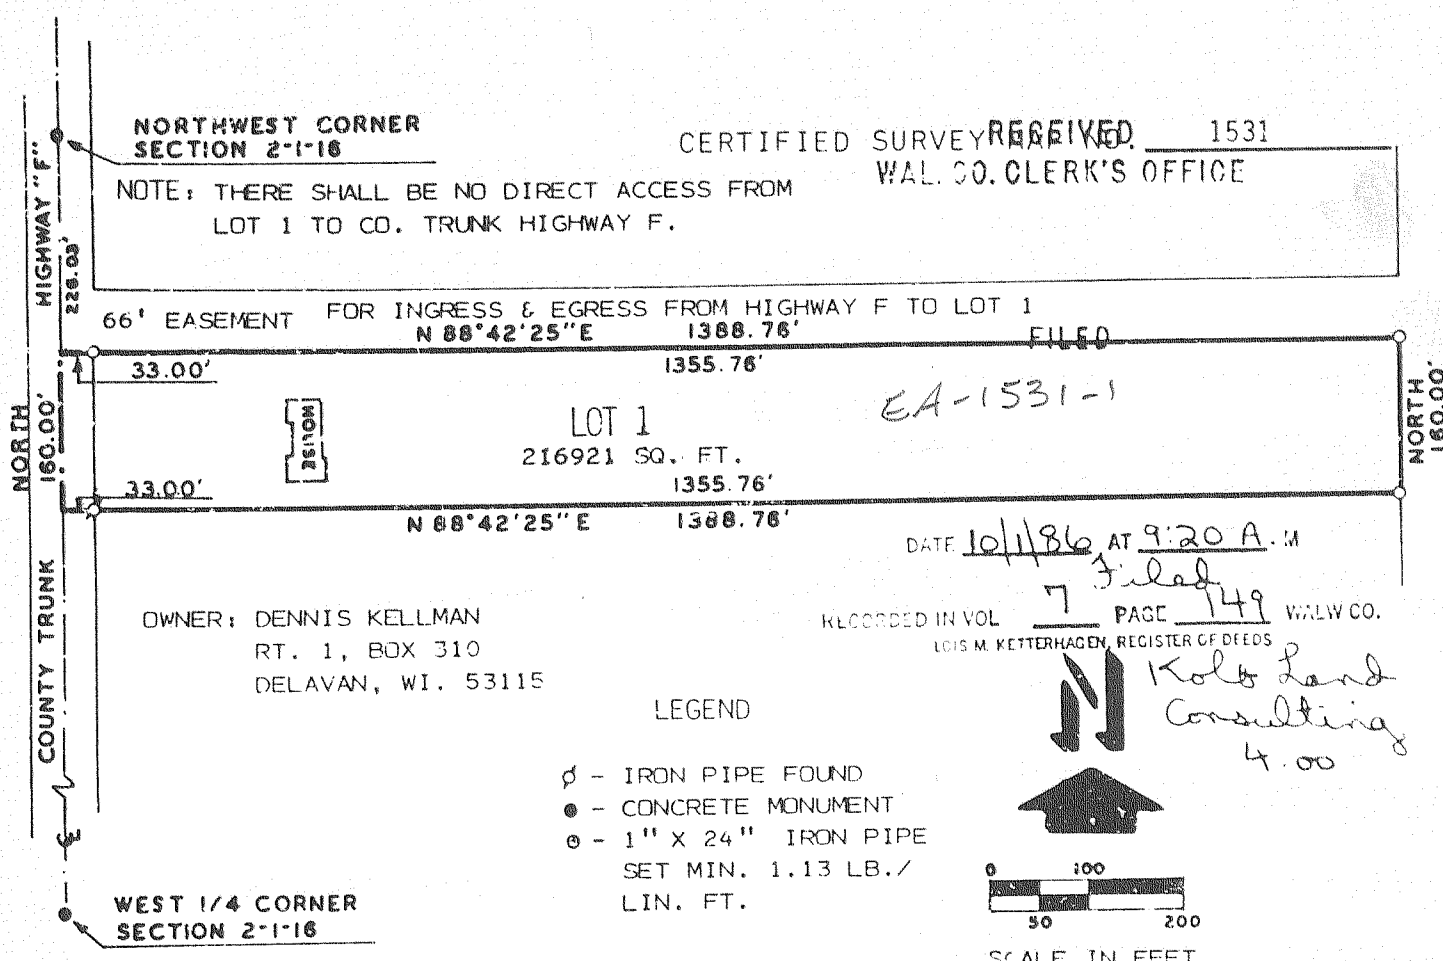 NORTHWEST CORNER
SECTION 2-1-16
CERTIFIED SURVEY MAP NO. 1531
RECEIVED
WAL. CO. CLERK'S OFFICE
NOTE: THERE SHALL BE NO DIRECT ACCESS FROM
LOT 1 TO CO. TRUNK HIGHWAY F.
HIGHWAY "F"
226.03'
66' EASEMENT FOR INGRESS & EGRESS FROM HIGHWAY F TO LOT 1
N 88°42'25" E 1388.76'
FILED
33.00'
1355.76'
EA-1531-1
NORTH
160.00'
HOUSE
LOT 1
216921 SQ. FT.
NORTH
160.00'
33.00'
1355.76'
N 88°42'25" E 1388.76'
DATE 10/1/86 AT 9:20 A.M
Filed
RECORDED IN VOL 7 PAGE 149 WALW CO.
LOIS M. KETTERHAGEN, REGISTER OF DEEDS
Kolb Land
Consulting
4.00
COUNTY TRUNK
OWNER: DENNIS KELLMAN
RT. 1, BOX 310
DELAVAN, WI. 53115
N
LEGEND
ø - IRON PIPE FOUND
● - CONCRETE MONUMENT
⊙ - 1" X 24" IRON PIPE
SET MIN. 1.13 LB./
LIN. FT.
0 100
50 200
SCALE IN FEET
WEST 1/4 CORNER
SECTION 2-1-16